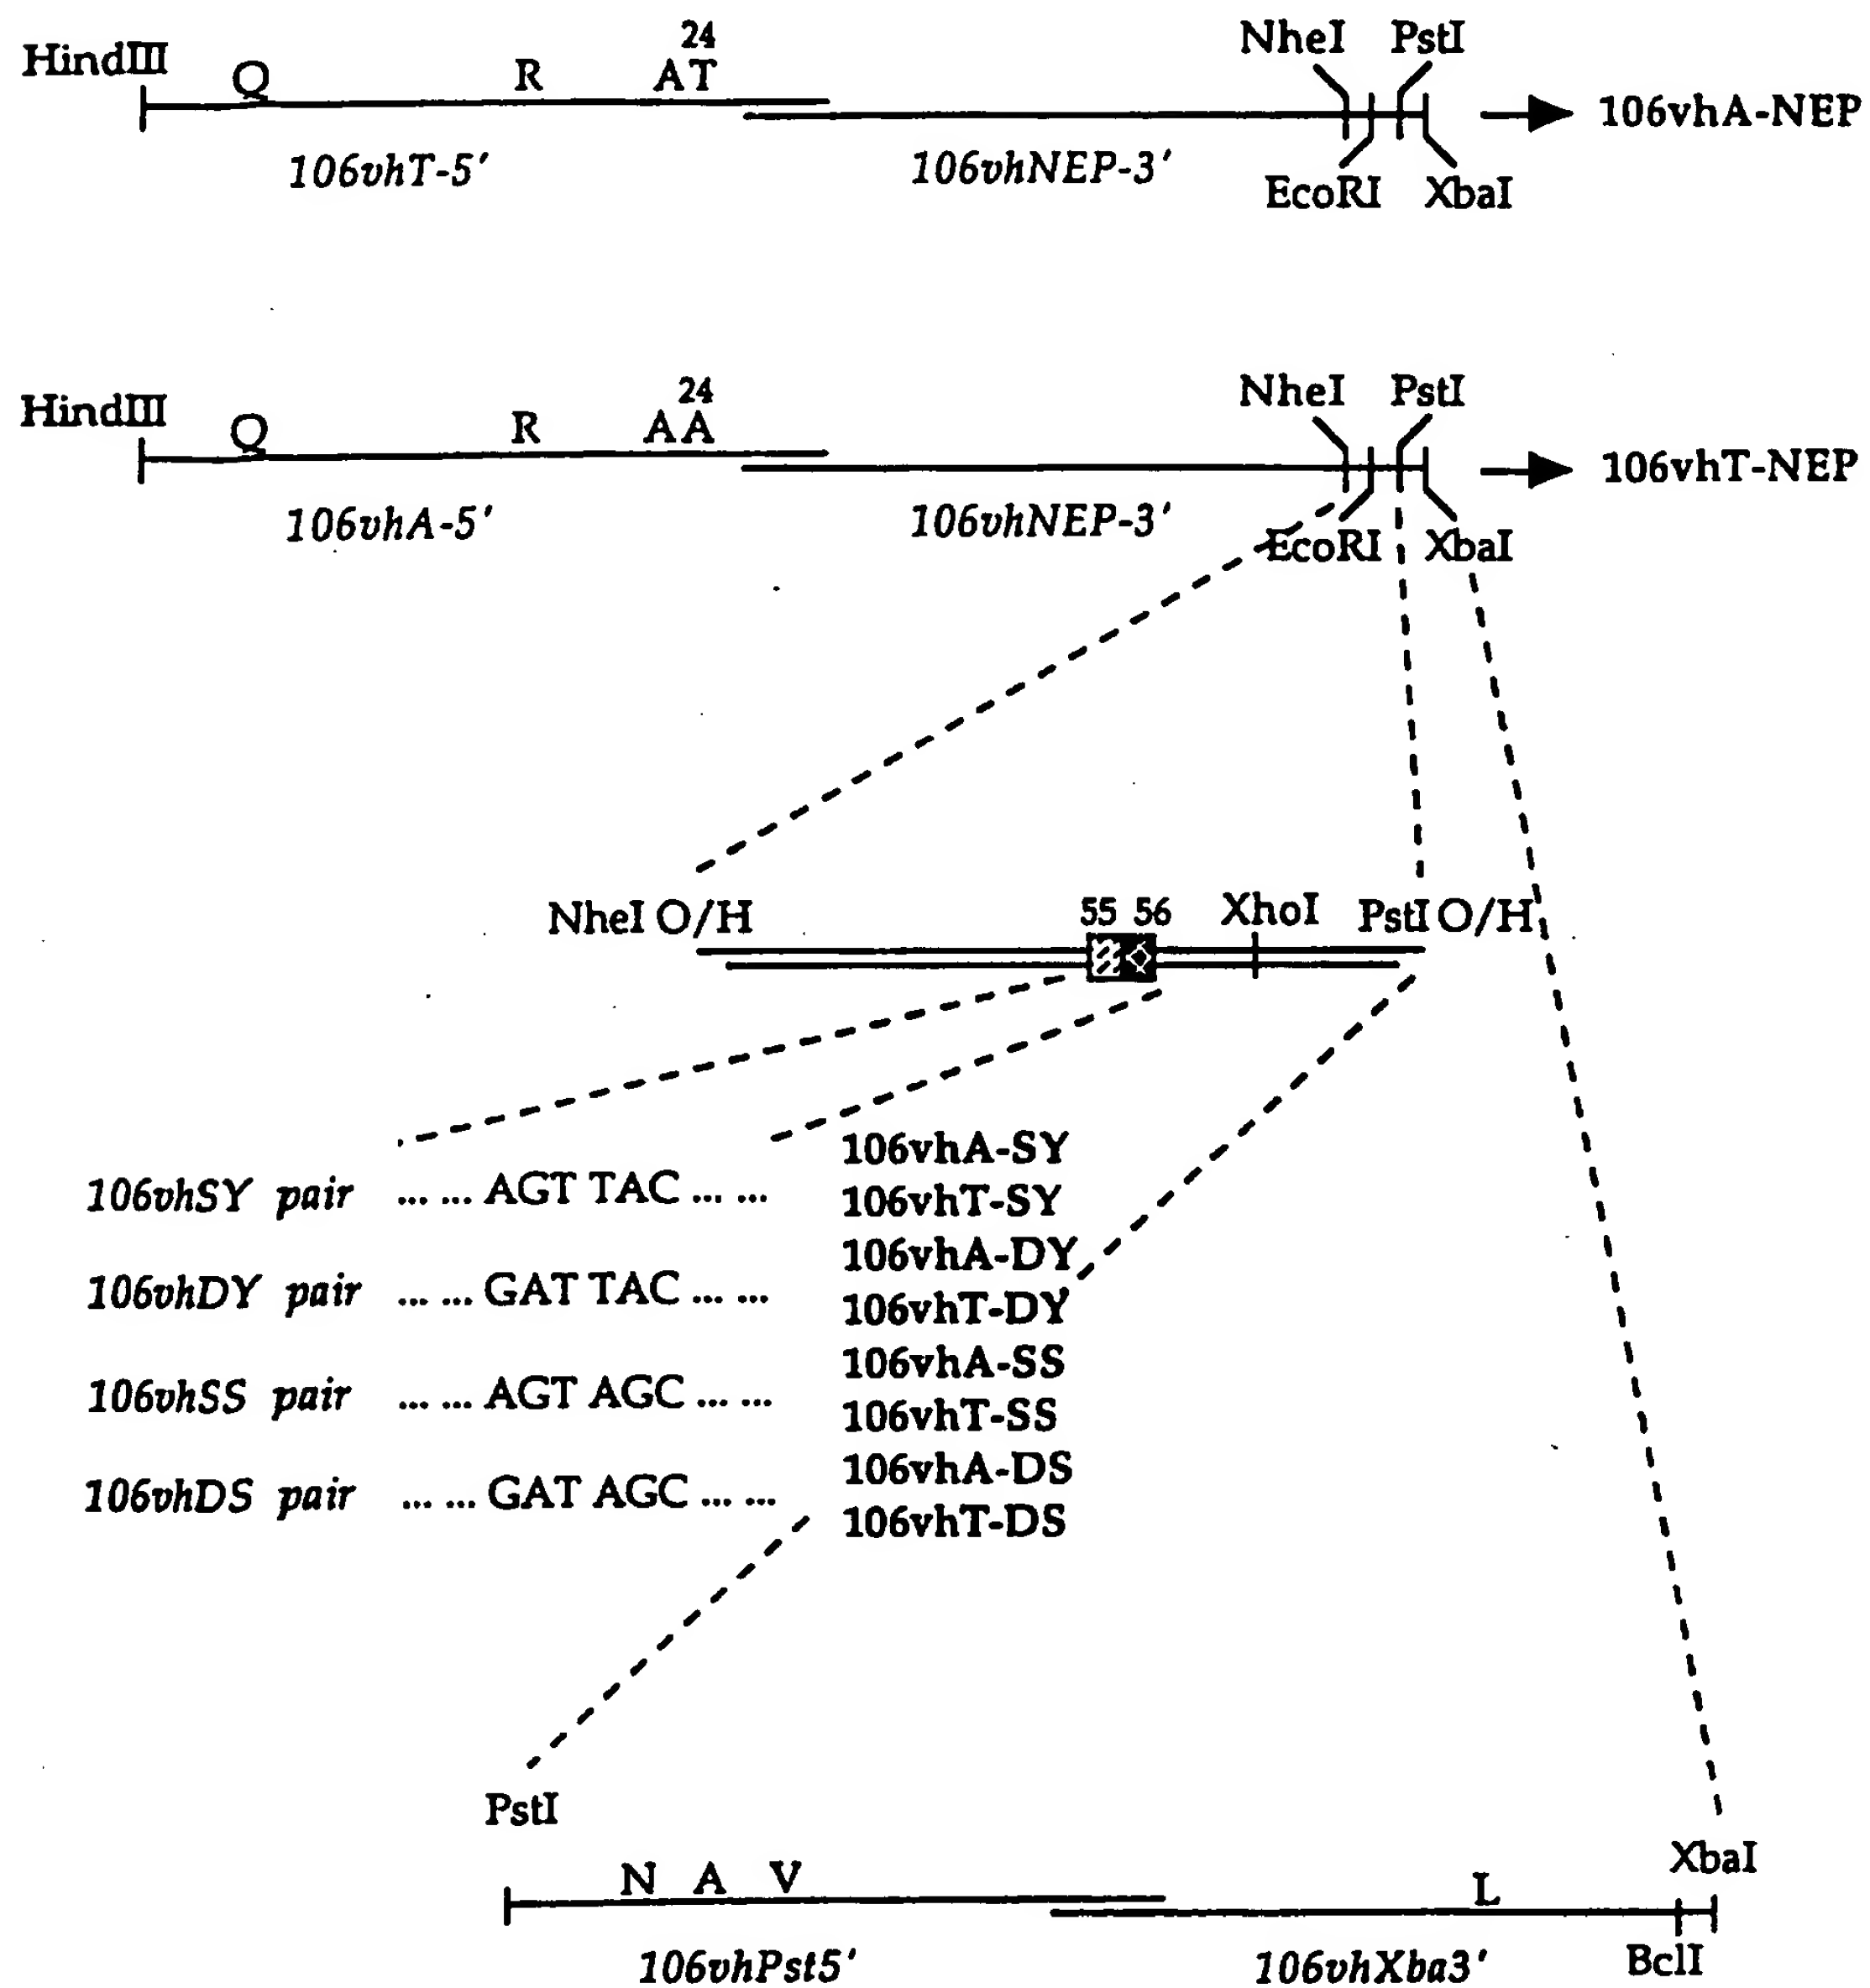 24
NheI PstI
HindIII Q R AT
106vhA-NEP
106vhT-5′ 106vhNEP-3′
EcoRI XbaI
24
NheI PstI
HindIII Q R AA
106vhT-NEP
106vhA-5′ 106vhNEP-3′
EcoRI XbaI
NheI O/H 55 56 XhoI PstI O/H
106vhA-SY
106vhSY pair ... ... AGT TAC ... ...
106vhT-SY
106vhA-DY
106vhDY pair ... ... GAT TAC ... ...
106vhT-DY
106vhA-SS
106vhSS pair ... ... AGT AGC ... ...
106vhT-SS
106vhA-DS
106vhDS pair ... ... GAT AGC ... ...
106vhT-DS
PstI
XbaI
N A V L
106vhPst5′ 106vhXba3′ BclI